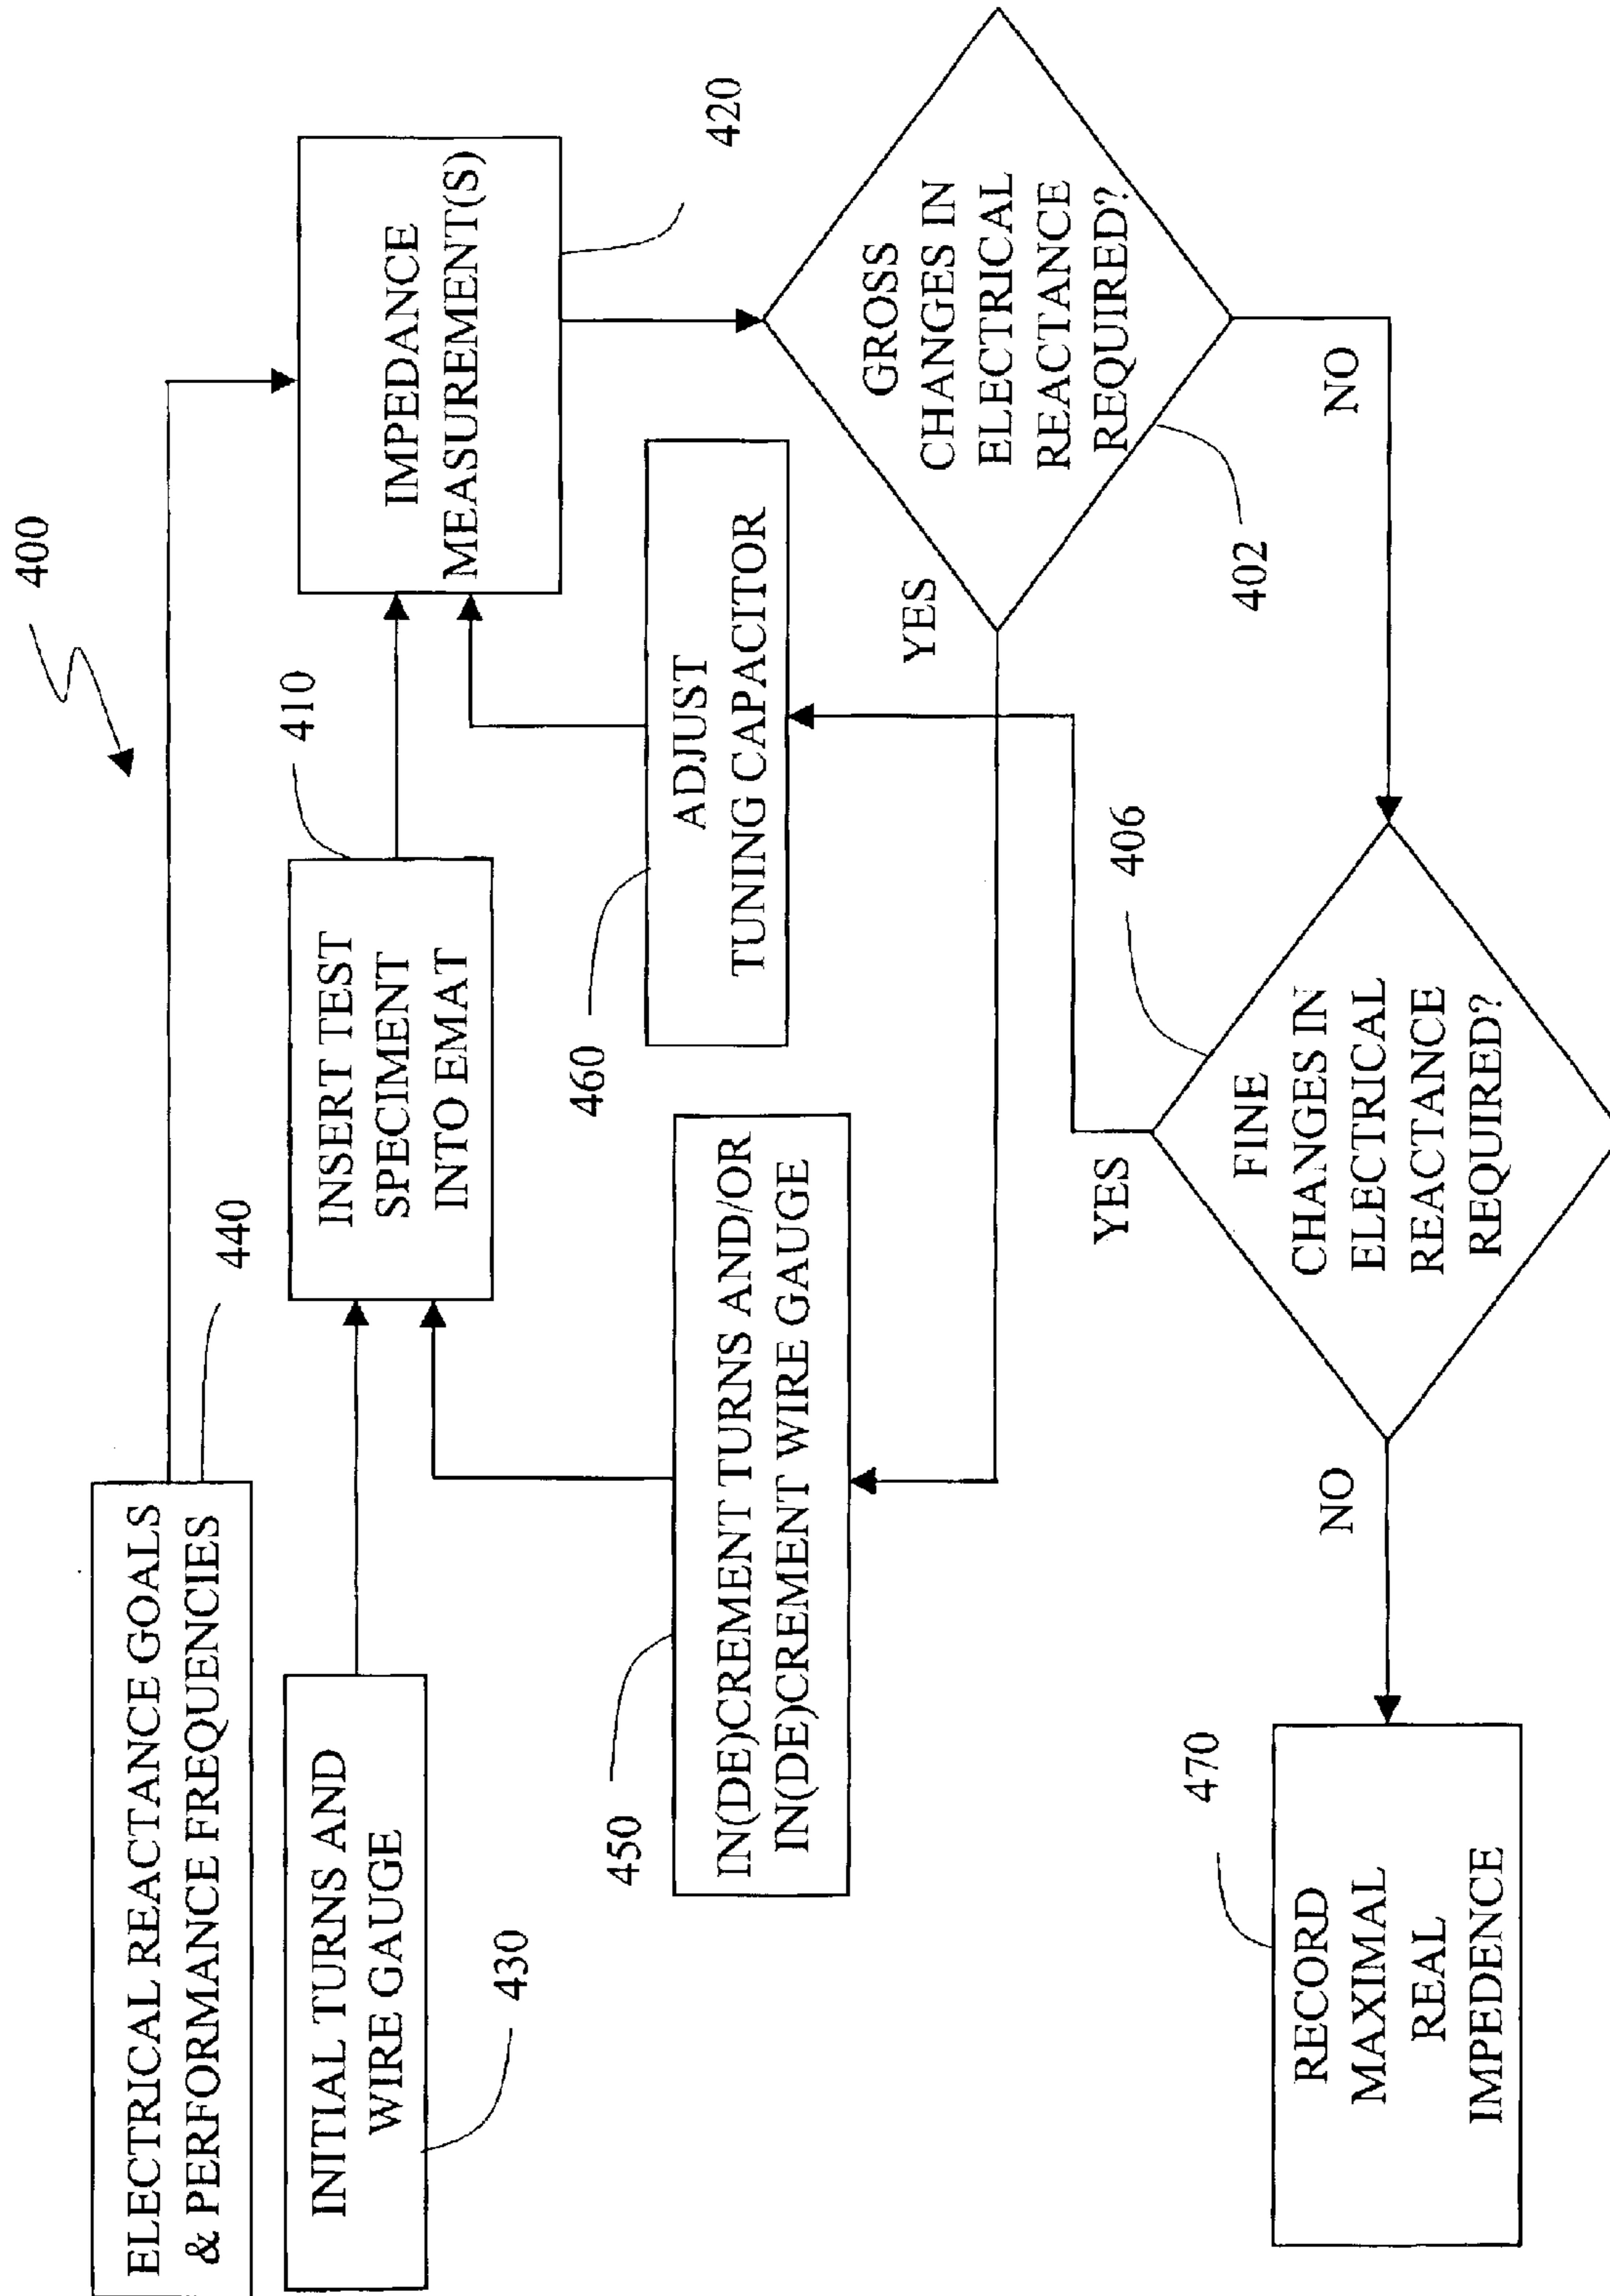 400
ELECTRICAL REACTANCE GOALS
& PERFORMANCE FREQUENCIES
440
INITIAL TURNS AND
WIRE GAUGE
430
INSERT TEST
SPECIMENT
INTO EMAT
410
IMPEDANCE
MEASUREMENT(S)
420
IN(DE)CREMENT TURNS AND/OR
IN(DE)CREMENT WIRE GAUGE
450
ADJUST
TUNING CAPACITOR
460
GROSS
CHANGES IN
ELECTRICAL
REACTANCE
REQUIRED?
402
YES
NO
FINE
CHANGES IN
ELECTRICAL
REACTANCE
REQUIRED?
406
YES
NO
RECORD
MAXIMAL
REAL
IMPEDENCE
470